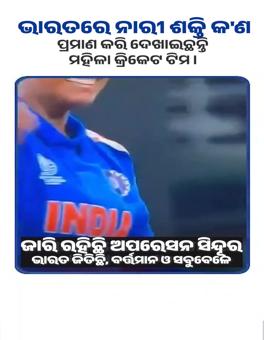 ଭାରତରେ ନାରୀ ଶକ୍ତି କ'ଣ
ପ୍ରମାଣ କରି ଦେଖାଇଛନ୍ତି
ମହିଳା କ୍ରିକେଟ ଟିମ ।
INDIA
ଜାରି ରହିଛି ଅପରେସନ ସିନ୍ଦୂର
ଭାରତ ଜିତିଛି, ବର୍ତ୍ତମାନ ଓ ସବୁବେଳେ